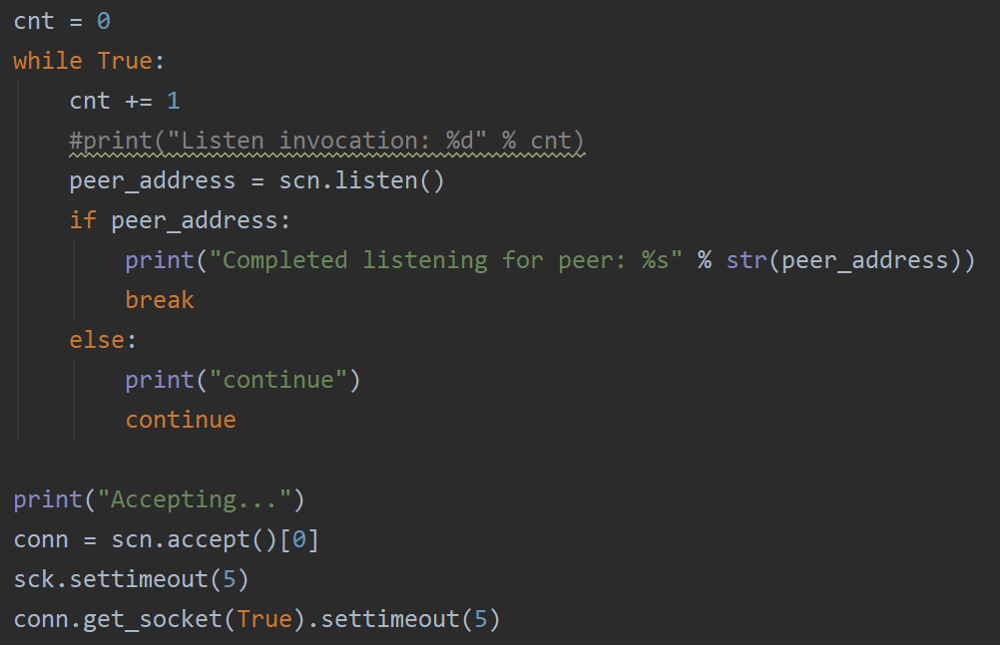 cnt = 0
while True:
    cnt += 1
    #print("Listen invocation: %d" % cnt)
    peer_address = scn.listen()
    if peer_address:
        print("Completed listening for peer: %s" % str(peer_address))
        break
    else:
        print("continue")
        continue

print("Accepting...")
conn = scn.accept()[0]
sck.settimeout(5)
conn.get_socket(True).settimeout(5)